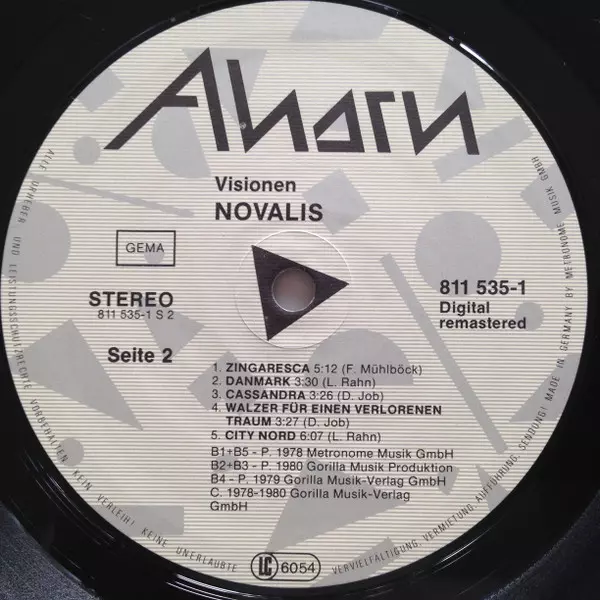 Ahorn
Visionen
NOVALIS
GEMA
STEREO
811 535-1 S 2
Seite 2
811 535-1
Digital
remastered
1. ZINGARESCA 5:12 (F. Mühlböck)
2. DANMARK 3:30 (L. Rahn)
3. CASSANDRA 3:26 (D. Job)
4. WALZER FÜR EINEN VERLORENEN
TRAUM 3:27 (D. Job)
5. CITY NORD 6:07 (L. Rahn)
B1+B5 - P. 1978 Metronome Musik GmbH
B2+B3 - P. 1980 Gorilla Musik Produktion
B4 - P. 1979 Gorilla Musik-Verlag GmbH
C. 1978-1980 Gorilla Musik-Verlag
GmbH
LC 6054
ALLE URHEBER UND LEISTUNGSSCHUTZRECHTE VORBEHALTEN KEIN VERLEIH! KEINE UNERLAUBTE VERVIELFÄLTIGUNG, VERMIETUNG, AUFFÜHRUNG, SENDUNG! MADE IN GERMANY BY METRONOME MUSIK GMBH